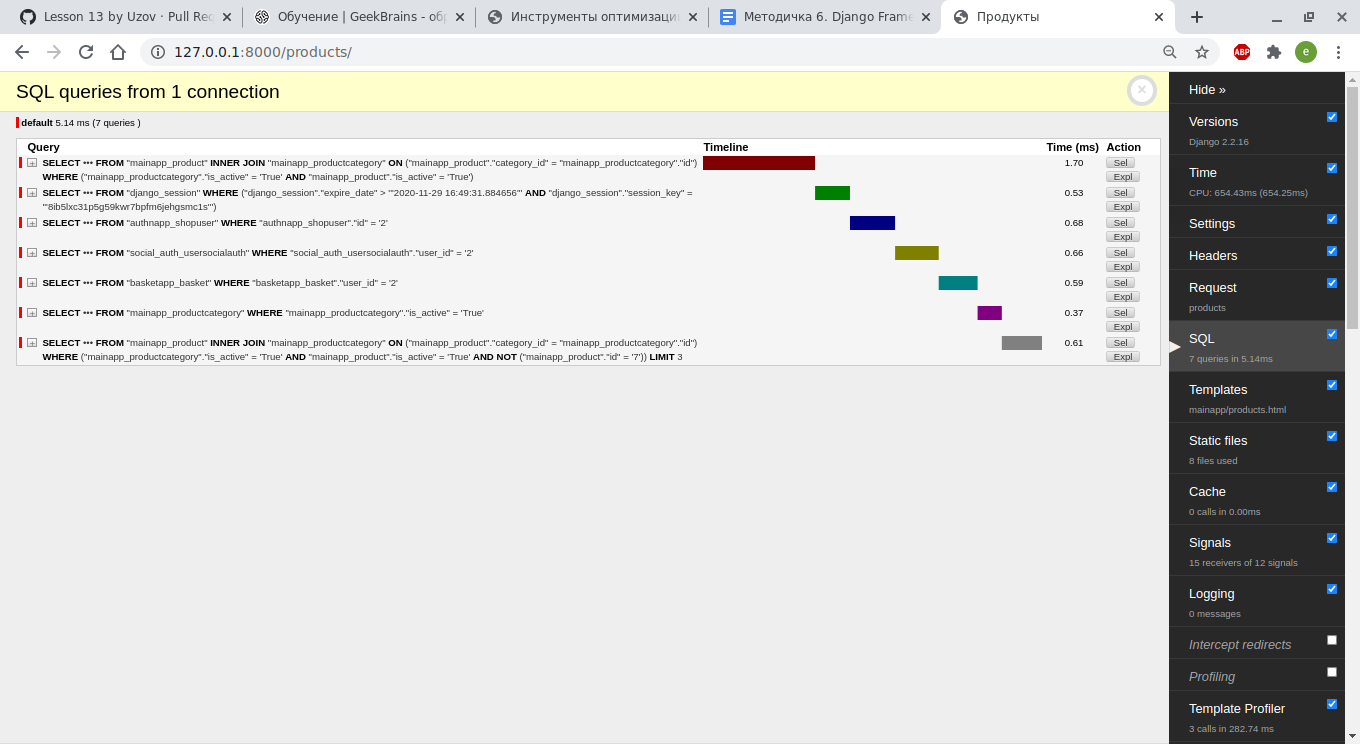 Lesson 13 by Uzov · Pull Req
Обучение | GeekBrains - об
Инструменты оптимизаци
Методичка 6. Django Frame
Продукты
127.0.0.1:8000/products/
ABP
e
SQL queries from 1 connection
default 5.14 ms (7 queries )
Query Timeline Time (ms) Action
SELECT ••• FROM "mainapp_product" INNER JOIN "mainapp_productcategory" ON ("mainapp_product"."category_id" = "mainapp_productcategory"."id") 1.70 Sel
WHERE ("mainapp_productcategory"."is_active" = 'True' AND "mainapp_product"."is_active" = 'True') Expl
SELECT ••• FROM "django_session" WHERE ("django_session"."expire_date" > '"2020-11-29 16:49:31.884656"' AND "django_session"."session_key" = 0.53 Sel
'"8ib5lxc31p5g59kwr7bpfm6jehgsmc1s"') Expl
SELECT ••• FROM "authnapp_shopuser" WHERE "authnapp_shopuser"."id" = '2' 0.68 Sel
Expl
SELECT ••• FROM "social_auth_usersocialauth" WHERE "social_auth_usersocialauth"."user_id" = '2' 0.66 Sel
Expl
SELECT ••• FROM "basketapp_basket" WHERE "basketapp_basket"."user_id" = '2' 0.59 Sel
Expl
SELECT ••• FROM "mainapp_productcategory" WHERE "mainapp_productcategory"."is_active" = 'True' 0.37 Sel
Expl
SELECT ••• FROM "mainapp_product" INNER JOIN "mainapp_productcategory" ON ("mainapp_product"."category_id" = "mainapp_productcategory"."id") 0.61 Sel
WHERE ("mainapp_productcategory"."is_active" = 'True' AND "mainapp_product"."is_active" = 'True' AND NOT ("mainapp_product"."id" = '7')) LIMIT 3 Expl
Hide »
Versions
Django 2.2.16
Time
CPU: 654.43ms (654.25ms)
Settings
Headers
Request
products
SQL
7 queries in 5.14ms
Templates
mainapp/products.html
Static files
8 files used
Cache
0 calls in 0.00ms
Signals
15 receivers of 12 signals
Logging
0 messages
Intercept redirects
Profiling
Template Profiler
3 calls in 282.74 ms